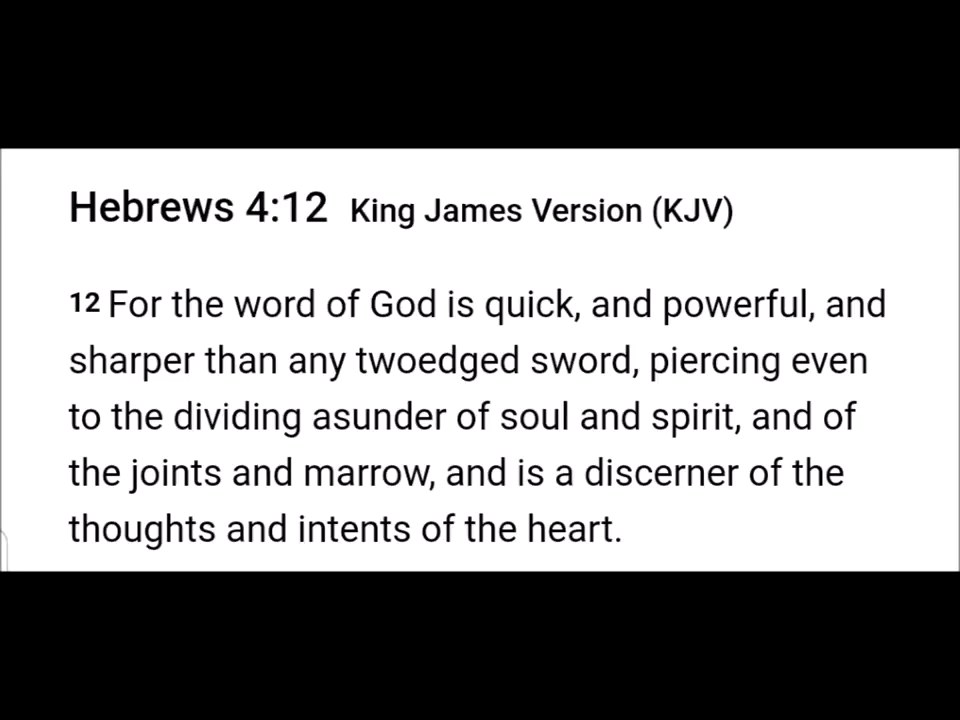 Hebrews 4:12 King James Version (KJV)
12 For the word of God is quick, and powerful, and
sharper than any twoedged sword, piercing even
to the dividing asunder of soul and spirit, and of
the joints and marrow, and is a discerner of the
thoughts and intents of the heart.